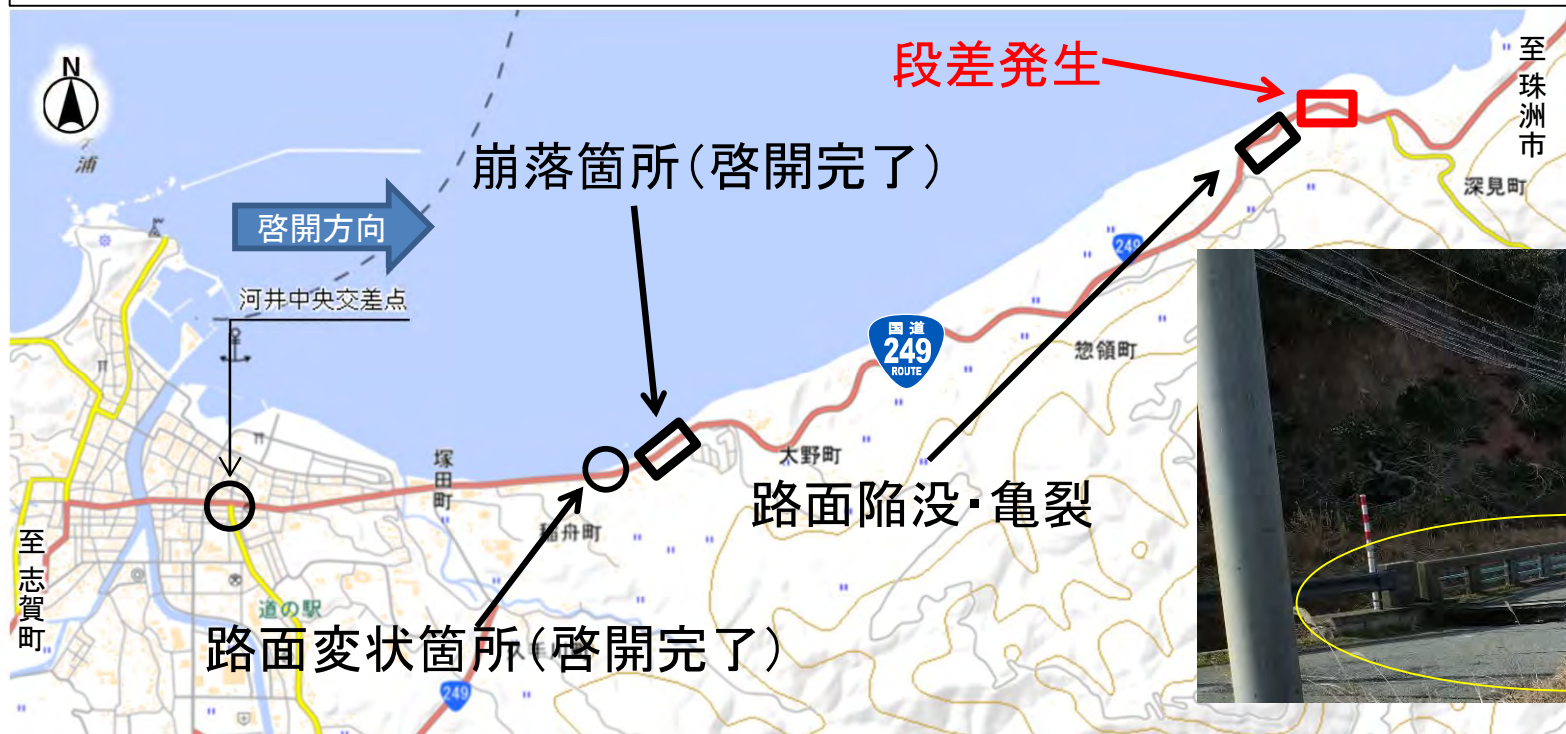 段差発生
至珠洲市
N
浦
崩落箇所(啓開完了)
深見町
啓開方向
249
河井中央交差点
国道
249
ROUTE
惣領町
塚田町
大野町
路面陥没・亀裂
稲舟町
至志賀町
道の駅
路面変状箇所(啓開完了)
249